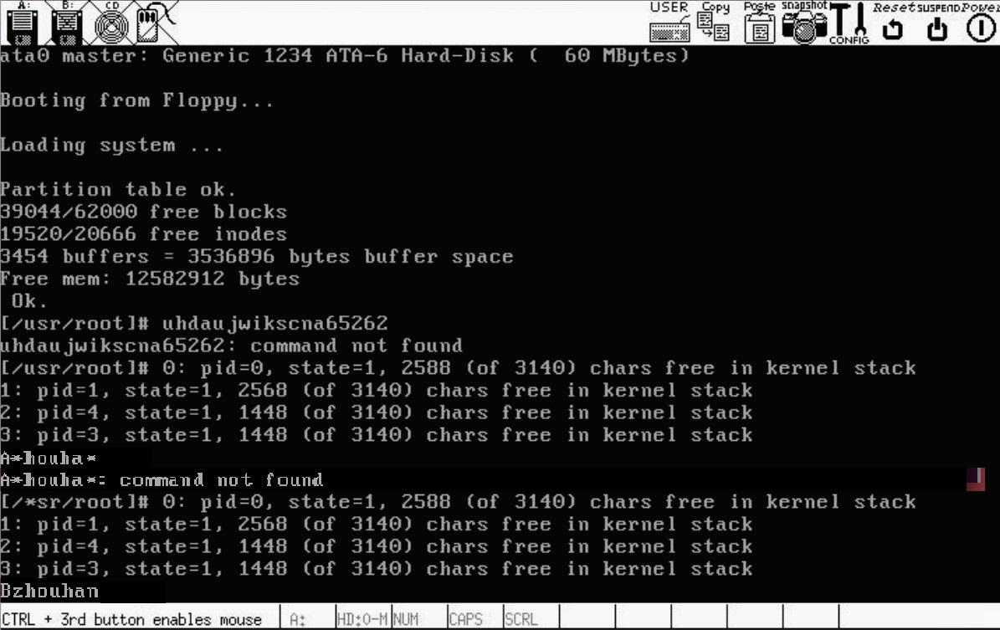 A: B: CD USER Copy Paste snapshot CONFIG Reset SUSPEND Power
ata0 master: Generic 1234 ATA-6 Hard-Disk (  60 MBytes)
Booting from Floppy...
Loading system ...
Partition table ok.
39044/62000 free blocks
19520/20666 free inodes
3454 buffers = 3536896 bytes buffer space
Free mem: 12582912 bytes
 Ok.
[/usr/root]# uhdaujwikscna65262
uhdaujwikscna65262: command not found
[/usr/root]# 0: pid=0, state=1, 2588 (of 3140) chars free in kernel stack
1: pid=1, state=1, 2568 (of 3140) chars free in kernel stack
2: pid=4, state=1, 1448 (of 3140) chars free in kernel stack
3: pid=3, state=1, 1448 (of 3140) chars free in kernel stack
A*houha*
A*houha*: command not found
[/*sr/root]# 0: pid=0, state=1, 2588 (of 3140) chars free in kernel stack
1: pid=1, state=1, 2568 (of 3140) chars free in kernel stack
2: pid=4, state=1, 1448 (of 3140) chars free in kernel stack
3: pid=3, state=1, 1448 (of 3140) chars free in kernel stack
Bzhouhan
CTRL + 3rd button enables mouse A: HD:0-M NUM CAPS SCRL